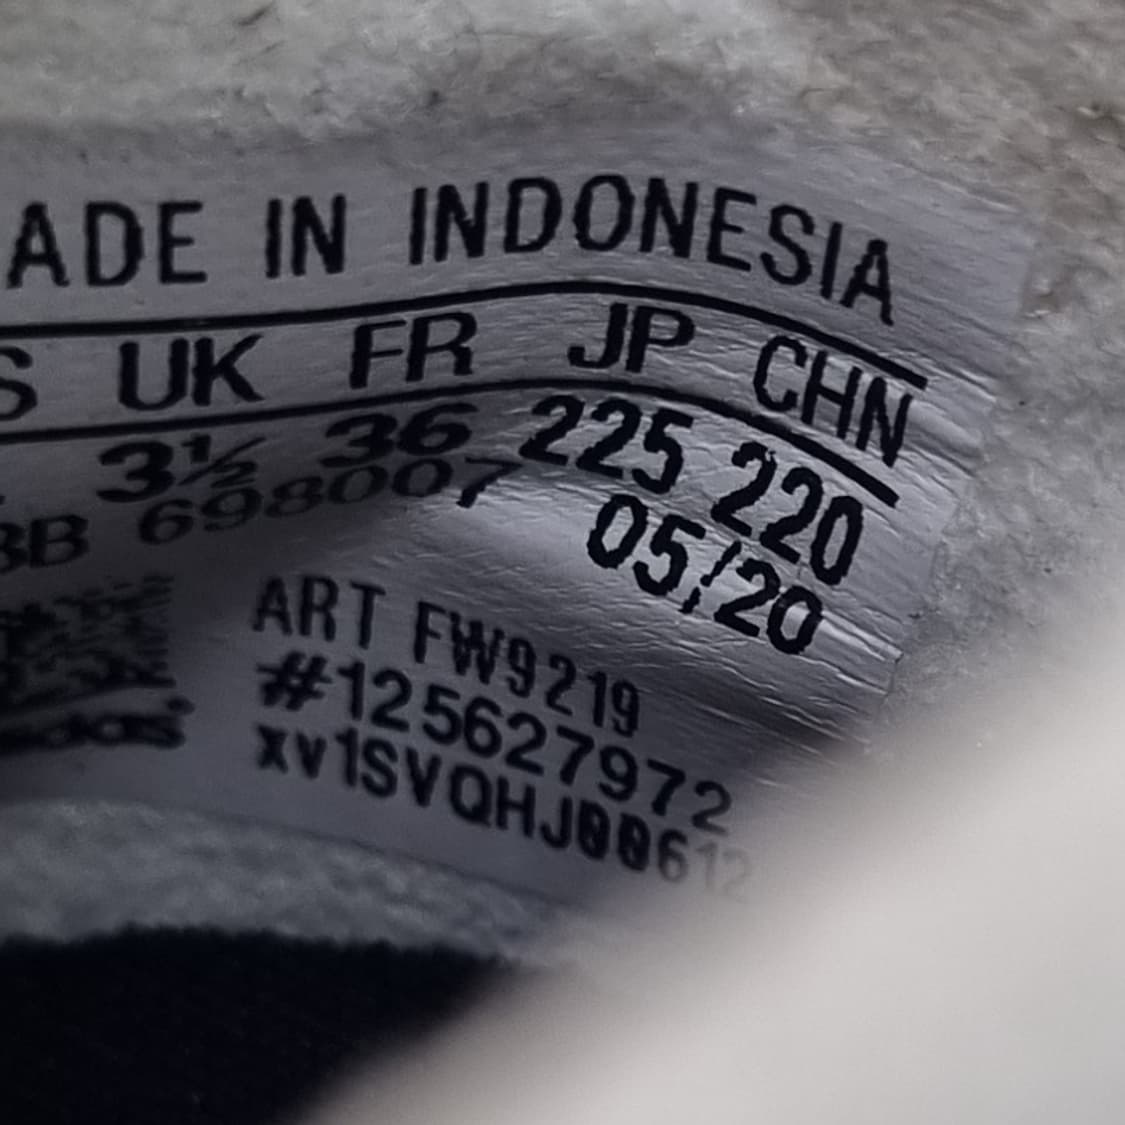 ADE IN INDONESIA
S UK FR JP CHN
3½ 36 225 220
BB 698007 05/20
ART FW9219
#125627972
xv1SVQHJ00612